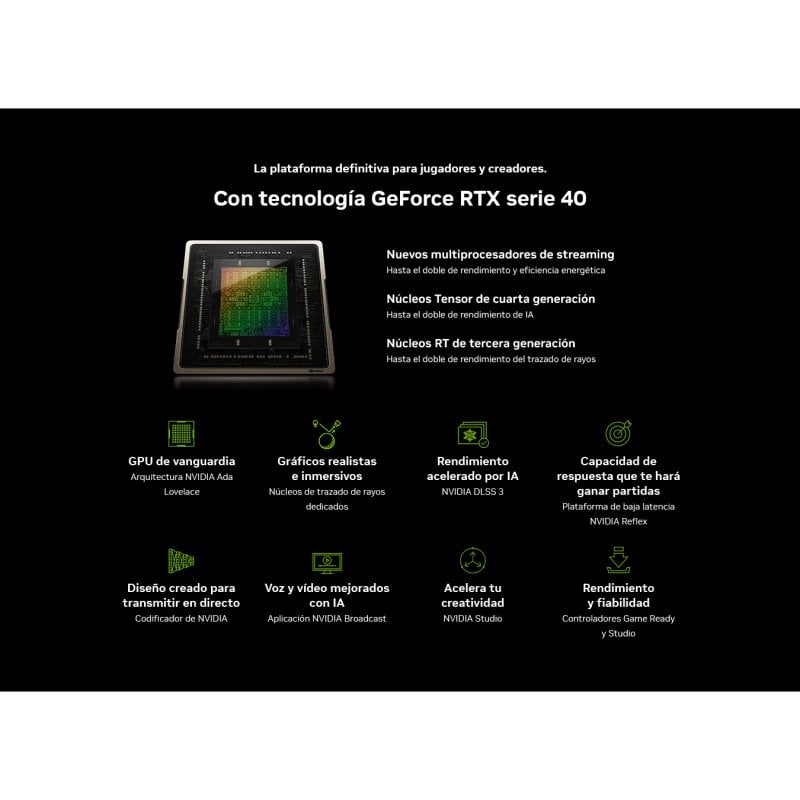 La plataforma definitiva para jugadores y creadores.
Con tecnología GeForce RTX serie 40
Nuevos multiprocesadores de streaming
Hasta el doble de rendimiento y eficiencia energética
Núcleos Tensor de cuarta generación
Hasta el doble de rendimiento de IA
Núcleos RT de tercera generación
Hasta el doble de rendimiento del trazado de rayos
GPU de vanguardia
Arquitectura NVIDIA Ada
Lovelace
Gráficos realistas
e inmersivos
Núcleos de trazado de rayos
dedicados
Rendimiento
acelerado por IA
NVIDIA DLSS 3
Capacidad de
respuesta que te hará
ganar partidas
Plataforma de baja latencia
NVIDIA Reflex
Diseño creado para
transmitir en directo
Codificador de NVIDIA
Voz y vídeo mejorados
con IA
Aplicación NVIDIA Broadcast
Acelera tu
creatividad
NVIDIA Studio
Rendimiento
y fiabilidad
Controladores Game Ready
y Studio